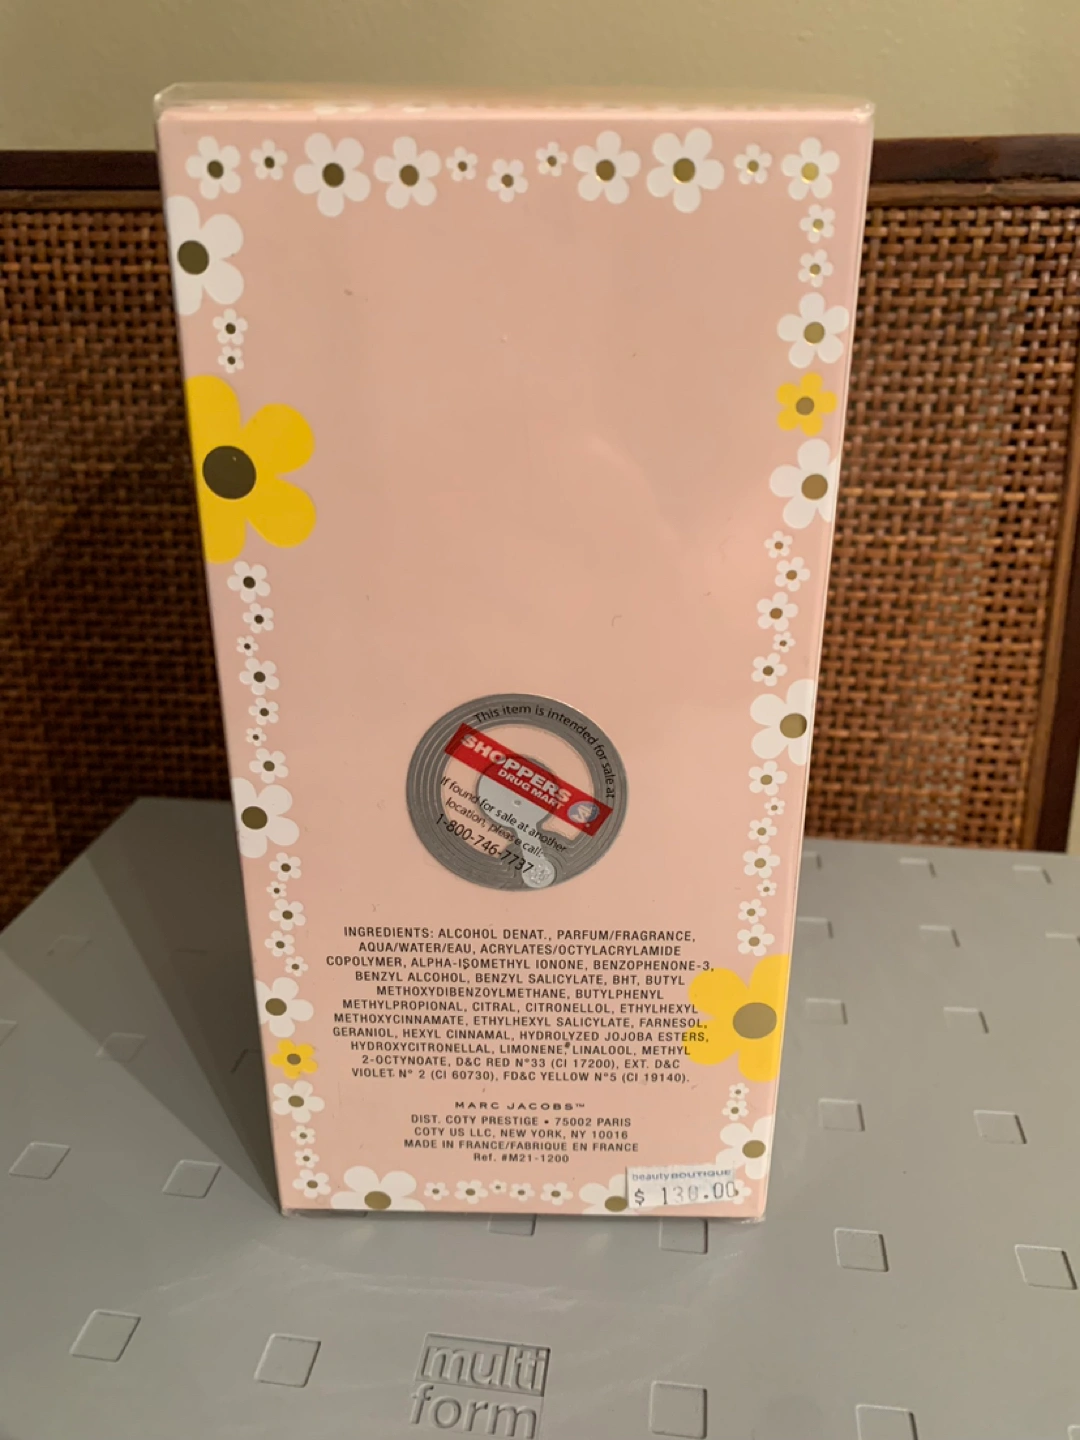 This item is intended for sale at
SHOPPERS
DRUG MART
If found for sale at another
location, please call:
1-800-746-7737
INGREDIENTS: ALCOHOL DENAT., PARFUM/FRAGRANCE,
AQUA/WATER/EAU, ACRYLATES/OCTYLACRYLAMIDE
COPOLYMER, ALPHA-ISOMETHYL IONONE, BENZOPHENONE-3,
BENZYL ALCOHOL, BENZYL SALICYLATE, BHT, BUTYL
METHOXYDIBENZOYLMETHANE, BUTYLPHENYL
METHYLPROPIONAL, CITRAL, CITRONELLOL, ETHYLHEXYL
METHOXYCINNAMATE, ETHYLHEXYL SALICYLATE, FARNESOL,
GERANIOL, HEXYL CINNAMAL, HYDROLYZED JOJOBA ESTERS,
HYDROXYCITRONELLAL, LIMONENE, LINALOOL, METHYL
2-OCTYNOATE, D&C RED N°33 (CI 17200), EXT. D&C
VIOLET N° 2 (CI 60730), FD&C YELLOW N°5 (CI 19140).
MARC JACOBS™
DIST. COTY PRESTIGE • 75002 PARIS
COTY US LLC, NEW YORK, NY 10016
MADE IN FRANCE/FABRIQUE EN FRANCE
Ref. #M21-1200
beautyBOUTIQUE
$ 130.00
multi
form